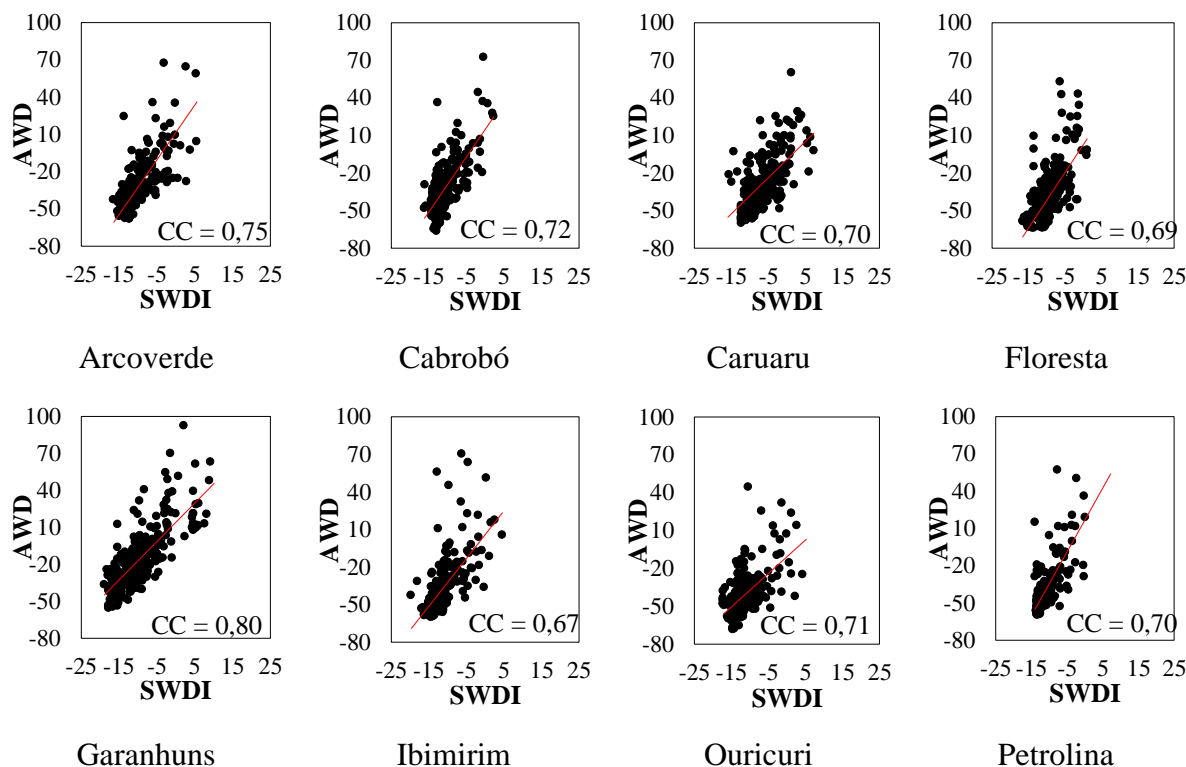 100
70
40
10
-20
-50
-80
AWD
CC = 0,75
-25 -15 -5 5 15 25
SWDI
Arcoverde
100
70
40
10
-20
-50
-80
AWD
CC = 0,72
-25 -15 -5 5 15 25
SWDI
Cabrobó
100
70
40
10
-20
-50
-80
AWD
CC = 0,70
-25 -15 -5 5 15 25
SWDI
Caruaru
100
70
40
10
-20
-50
-80
AWD
CC = 0,69
-25 -15 -5 5 15 25
SWDI
Floresta
100
70
40
10
-20
-50
-80
AWD
CC = 0,80
-25 -15 -5 5 15 25
SWDI
Garanhuns
100
70
40
10
-20
-50
-80
AWD
CC = 0,67
-25 -15 -5 5 15 25
SWDI
Ibimirim
100
70
40
10
-20
-50
-80
AWD
CC = 0,71
-25 -15 -5 5 15 25
SWDI
Ouricuri
100
70
40
10
-20
-50
-80
AWD
CC = 0,70
-25 -15 -5 5 15 25
SWDI
Petrolina